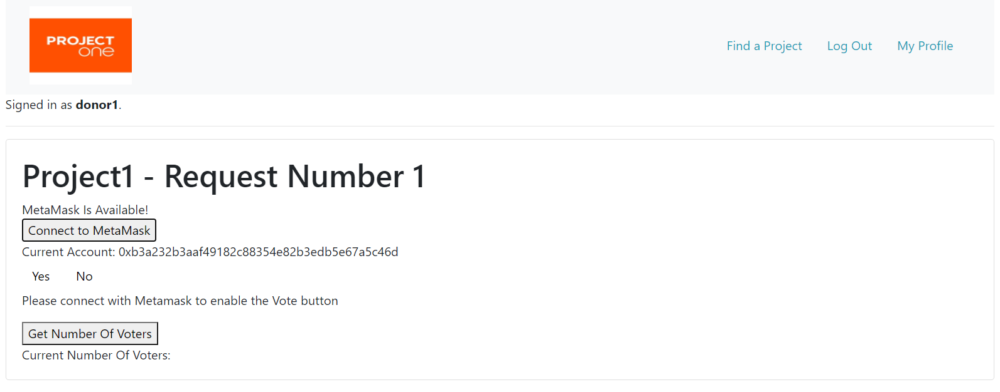 PROJECT
one
Find a Project Log Out My Profile
Signed in as donor1.
Project1 - Request Number 1
MetaMask Is Available!
Connect to MetaMask
Current Account: 0xb3a232b3aaf49182c88354e82b3edb5e67a5c46d
Yes No
Please connect with Metamask to enable the Vote button
Get Number Of Voters
Current Number Of Voters: